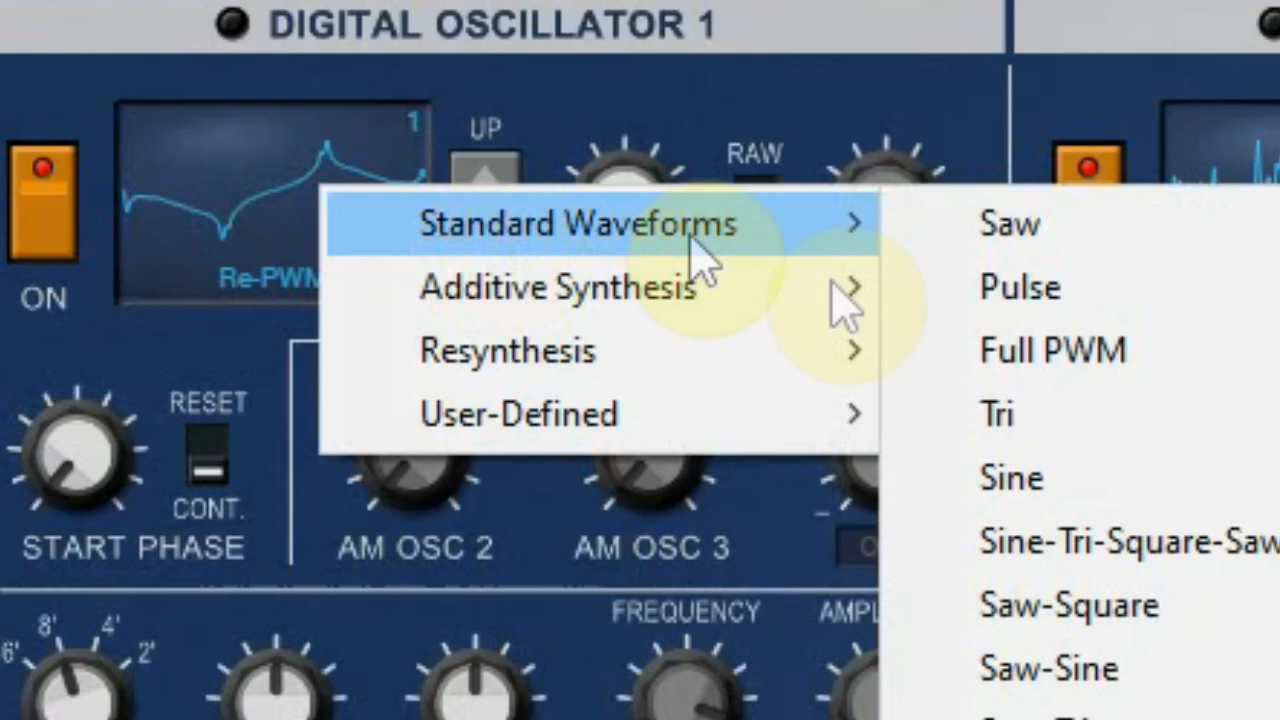 DIGITAL OSCILLATOR 1
1
UP
RAW
Re-PWM
ON
Standard Waveforms
Additive Synthesis
Resynthesis
User-Defined
Saw
Pulse
Full PWM
Tri
Sine
Sine-Tri-Square-Saw
Saw-Square
Saw-Sine
RESET
CONT.
START PHASE
AM OSC 2
AM OSC 3
FREQUENCY
8'
4'
2'